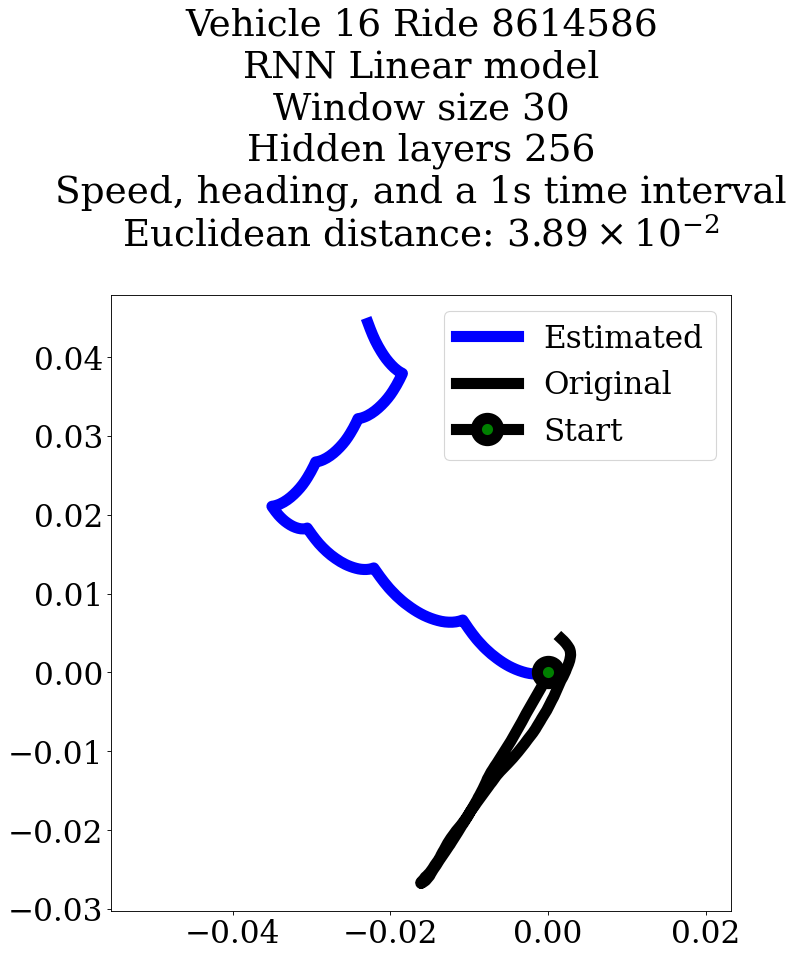 Vehicle 16 Ride 8614586
RNN Linear model
Window size 30
Hidden layers 256
Speed, heading, and a 1s time interval
Euclidean distance: 3.89 × 10⁻²
Estimated
Original
Start
0.04
0.03
0.02
0.01
0.00
−0.01
−0.02
−0.03
−0.04 −0.02 0.00 0.02